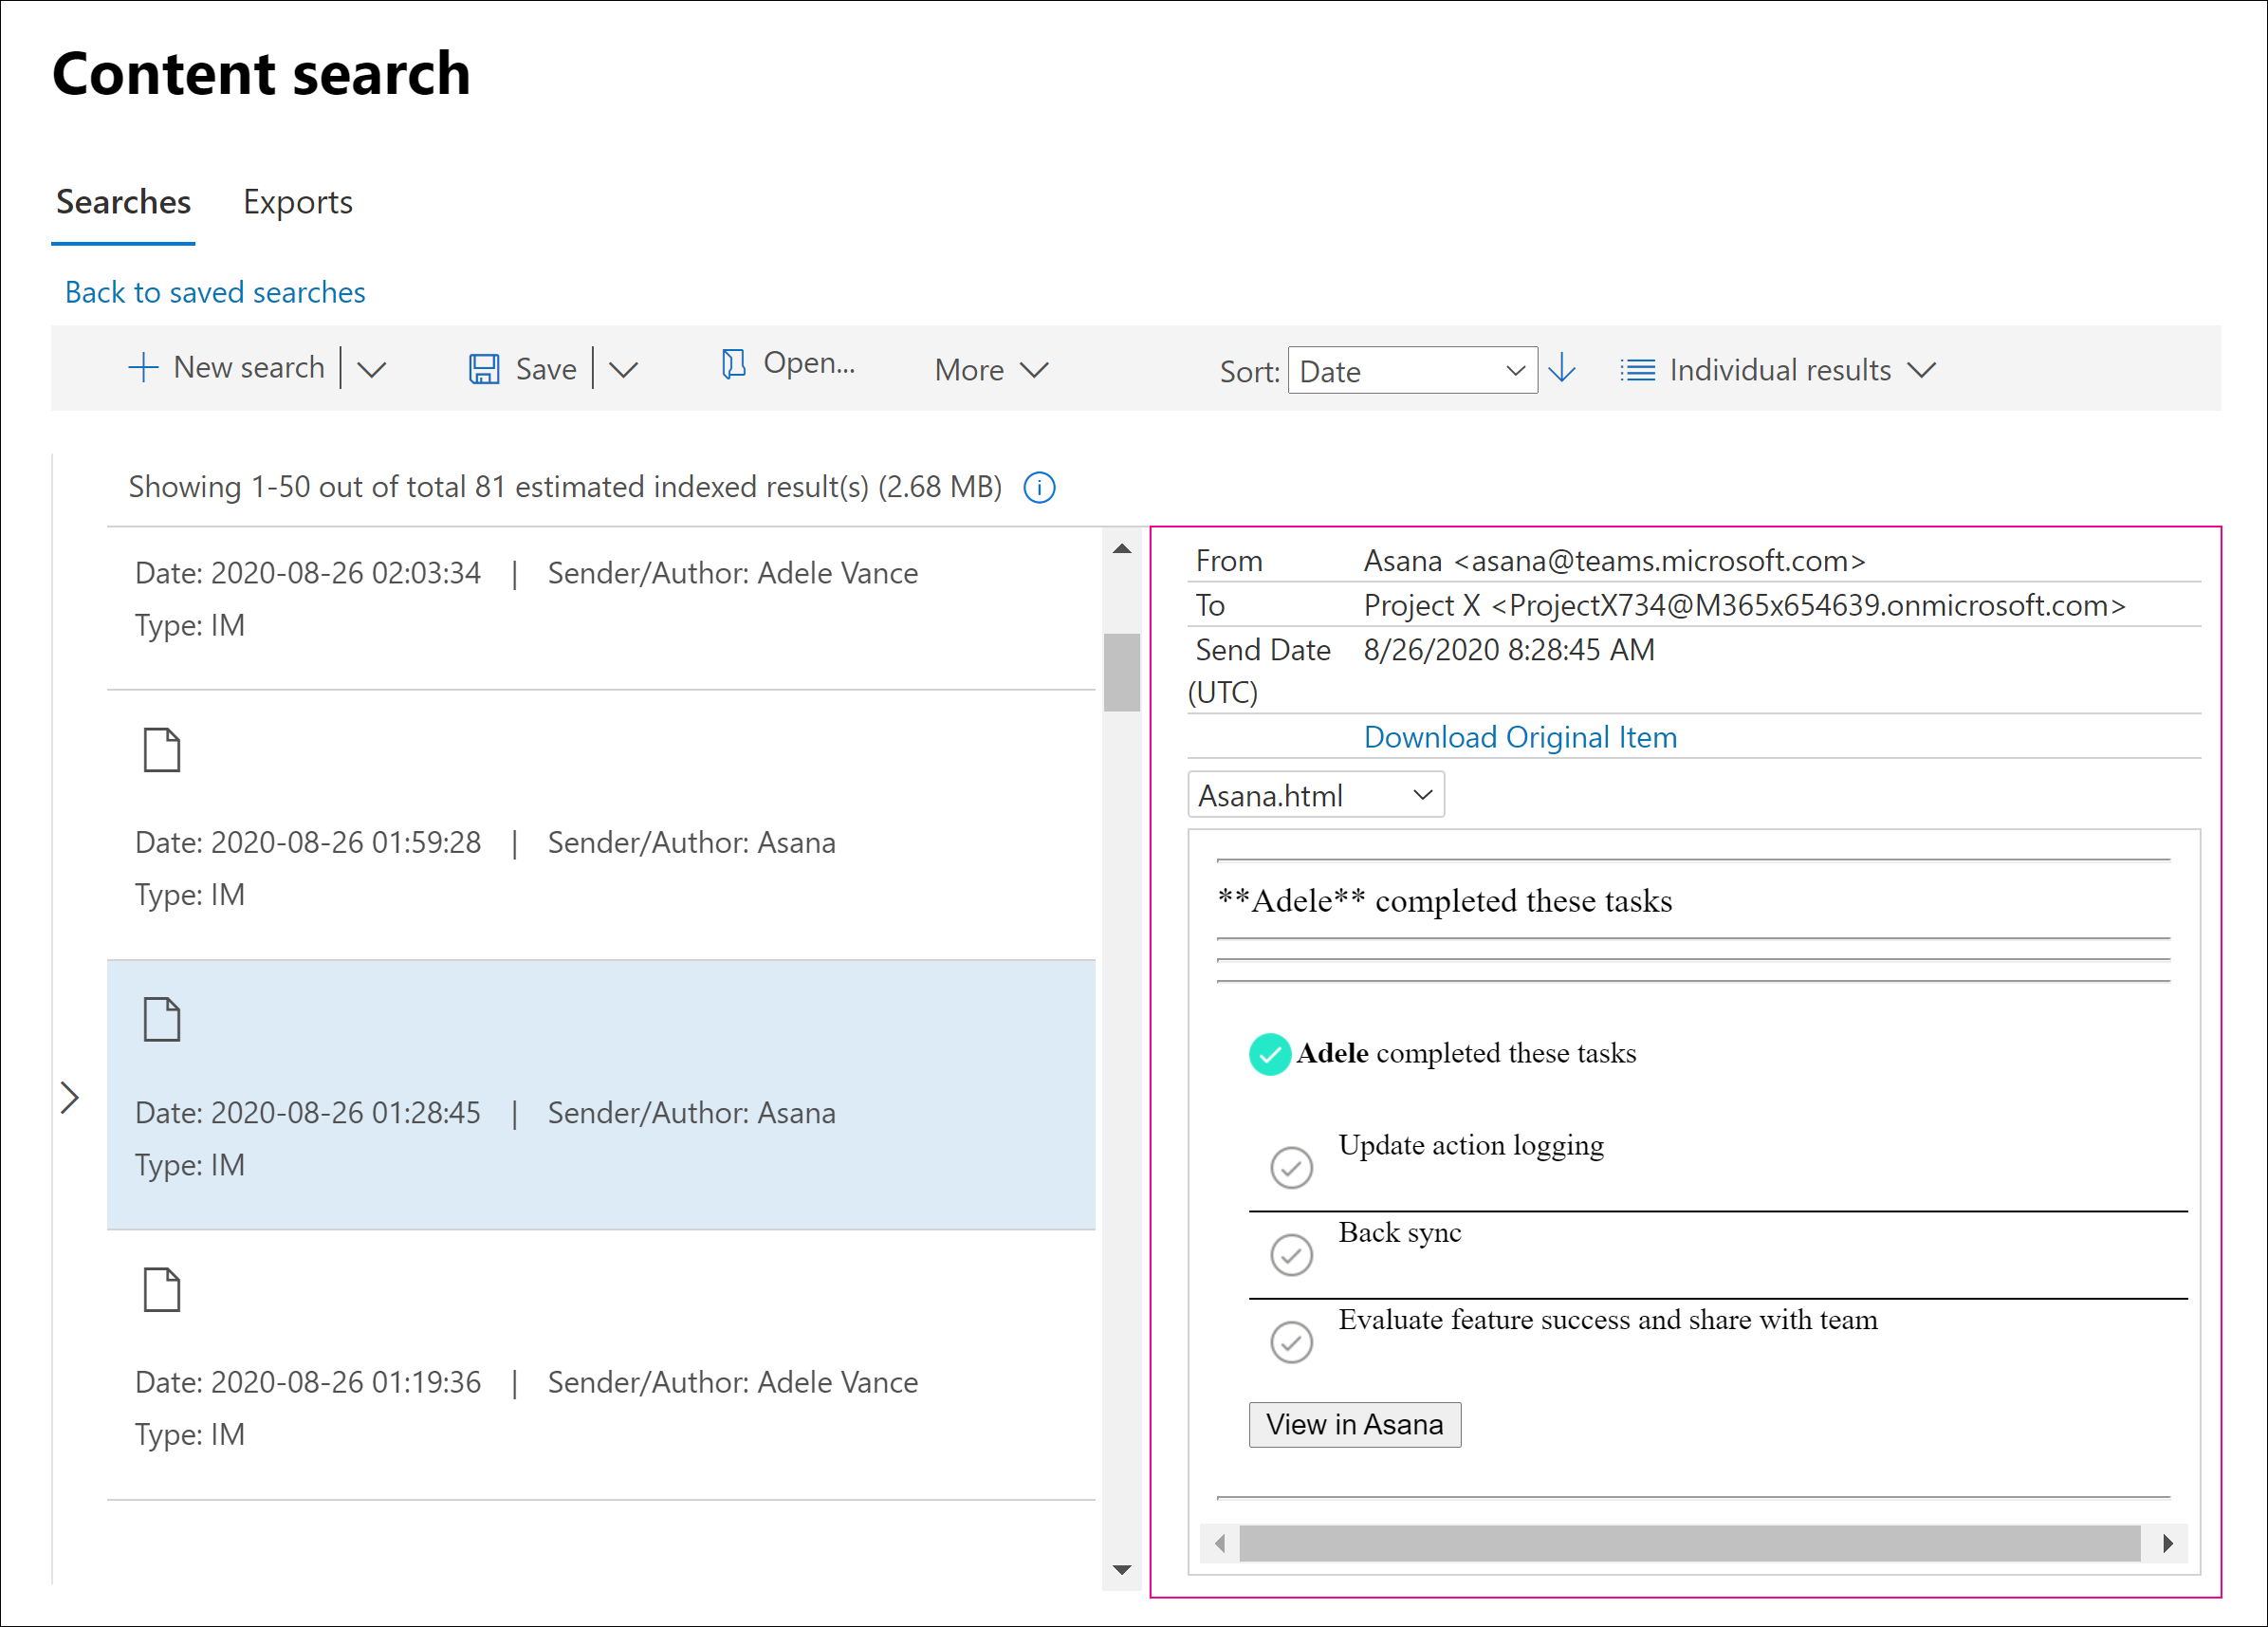 Content search
Searches Exports
Back to saved searches
New search Save Open... More Sort: Date Individual results
Showing 1-50 out of total 81 estimated indexed result(s) (2.68 MB)
Date: 2020-08-26 02:03:34 | Sender/Author: Adele Vance
Type: IM
Date: 2020-08-26 01:59:28 | Sender/Author: Asana
Type: IM
Date: 2020-08-26 01:28:45 | Sender/Author: Asana
Type: IM
Date: 2020-08-26 01:19:36 | Sender/Author: Adele Vance
Type: IM
From Asana <asana@teams.microsoft.com>
To Project X <ProjectX734@M365x654639.onmicrosoft.com>
Send Date 8/26/2020 8:28:45 AM
(UTC)
Download Original Item
Asana.html
**Adele** completed these tasks
Adele completed these tasks
Update action logging
Back sync
Evaluate feature success and share with team
View in Asana